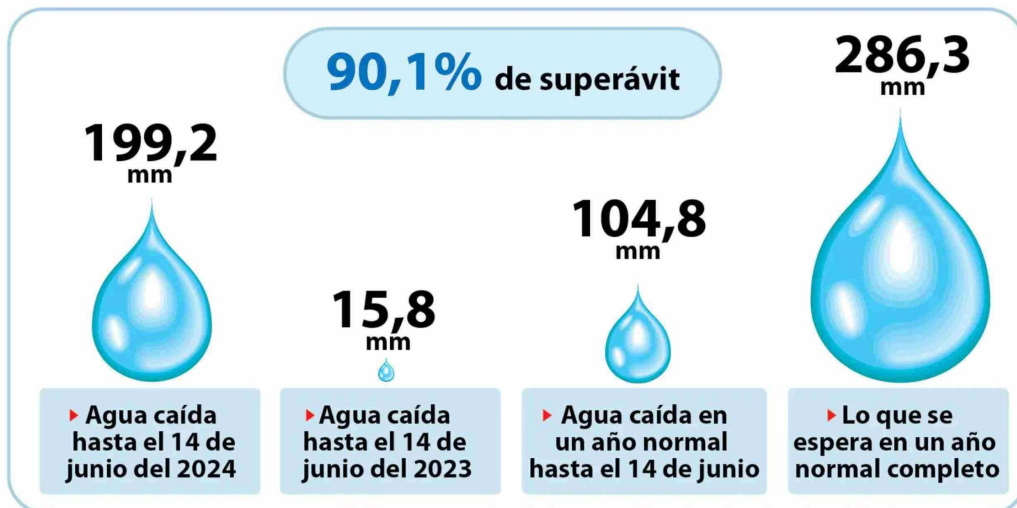 90,1% de superávit
199,2
mm
▸ Agua caída
hasta el 14 de
junio del 2024
15,8
mm
▸ Agua caída
hasta el 14 de
junio del 2023
104,8
mm
▸ Agua caída en
un año normal
hasta el 14 de junio
286,3
mm
▸ Lo que se
espera en un año
normal completo